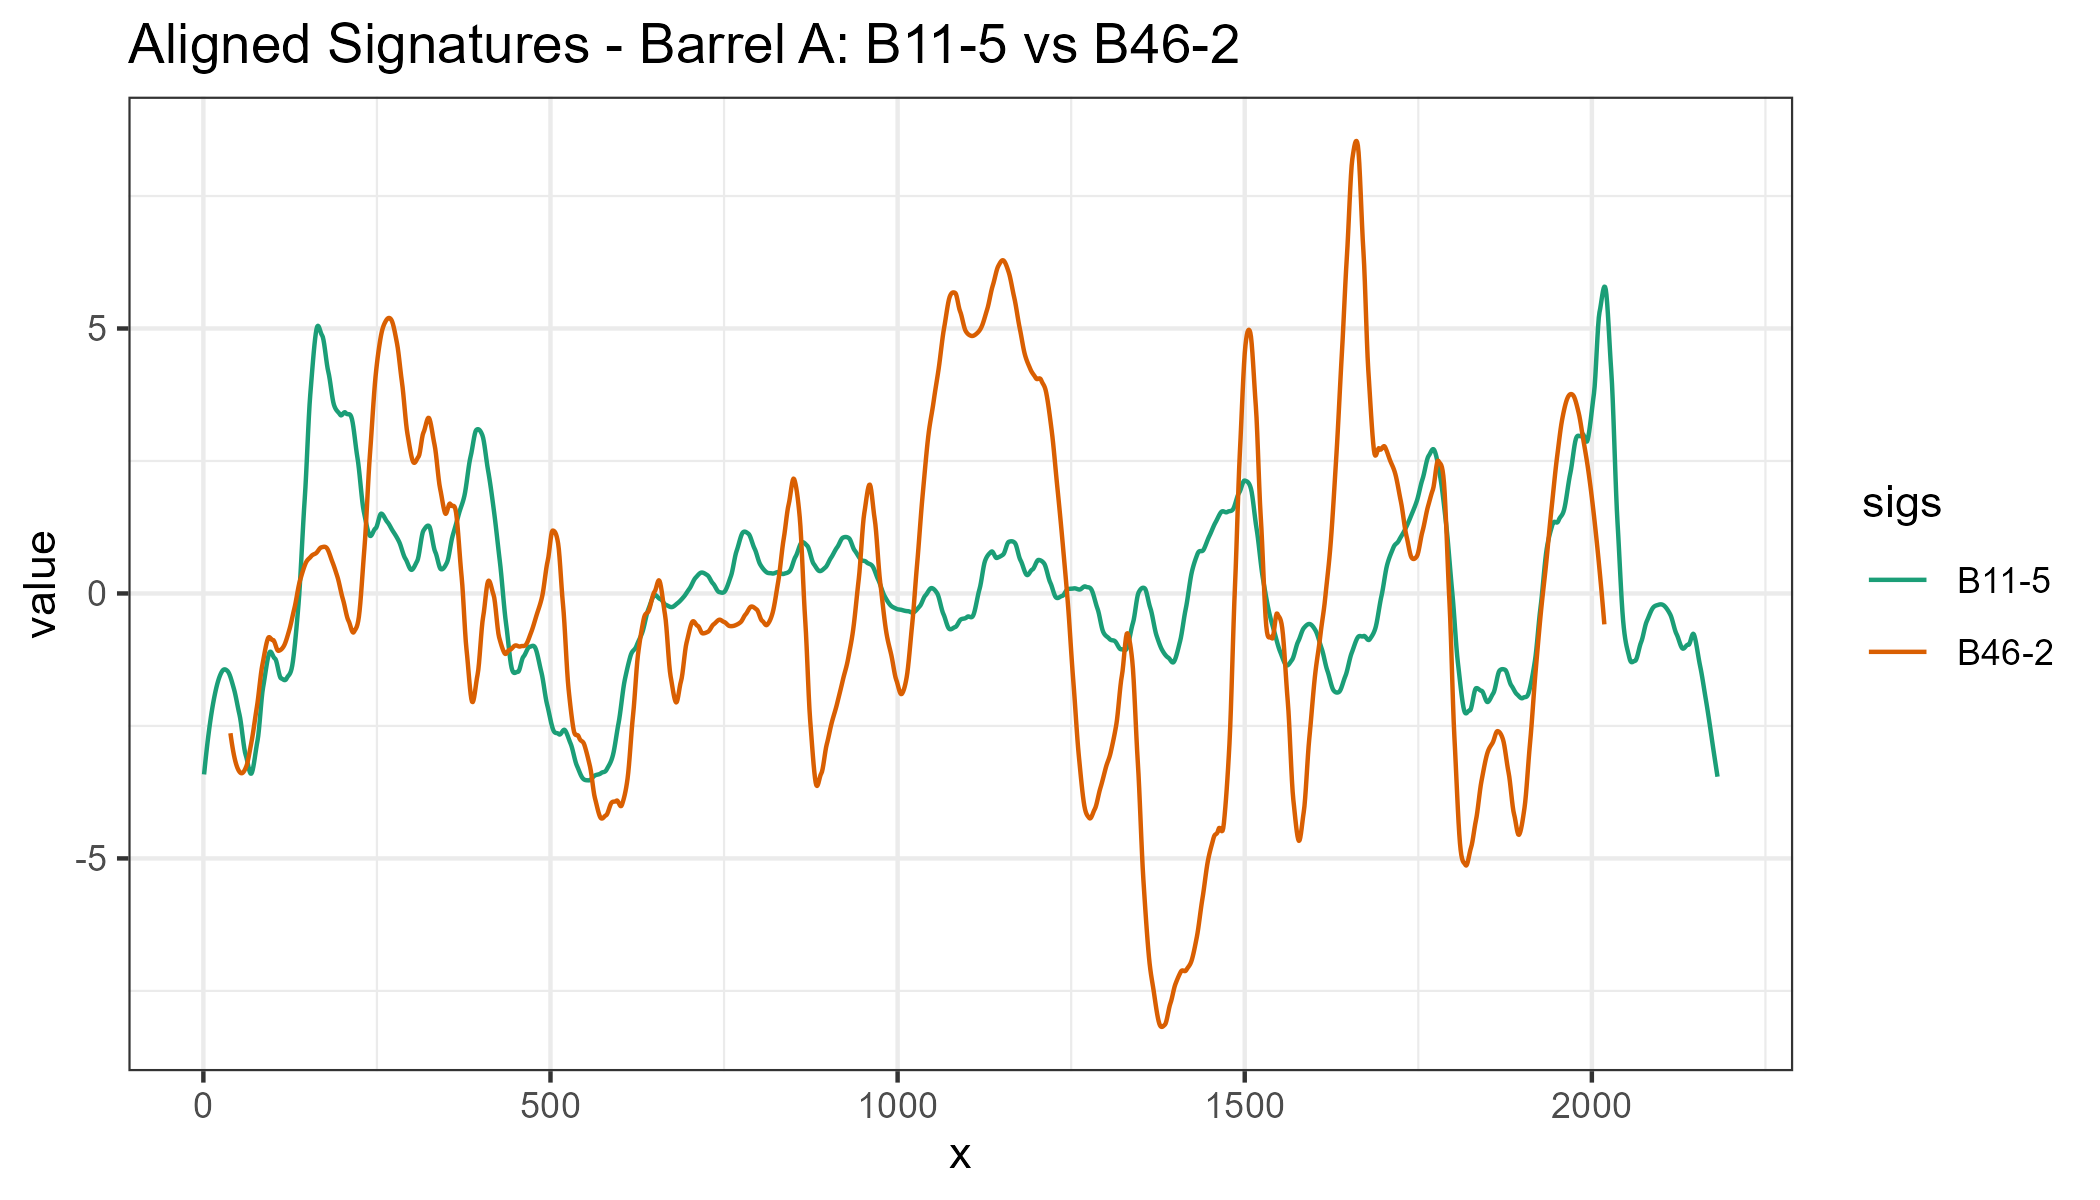 Aligned Signatures - Barrel A: B11-5 vs B46-2
value
5
0
-5
0 500 1000 1500 2000
x
sigs
B11-5
B46-2